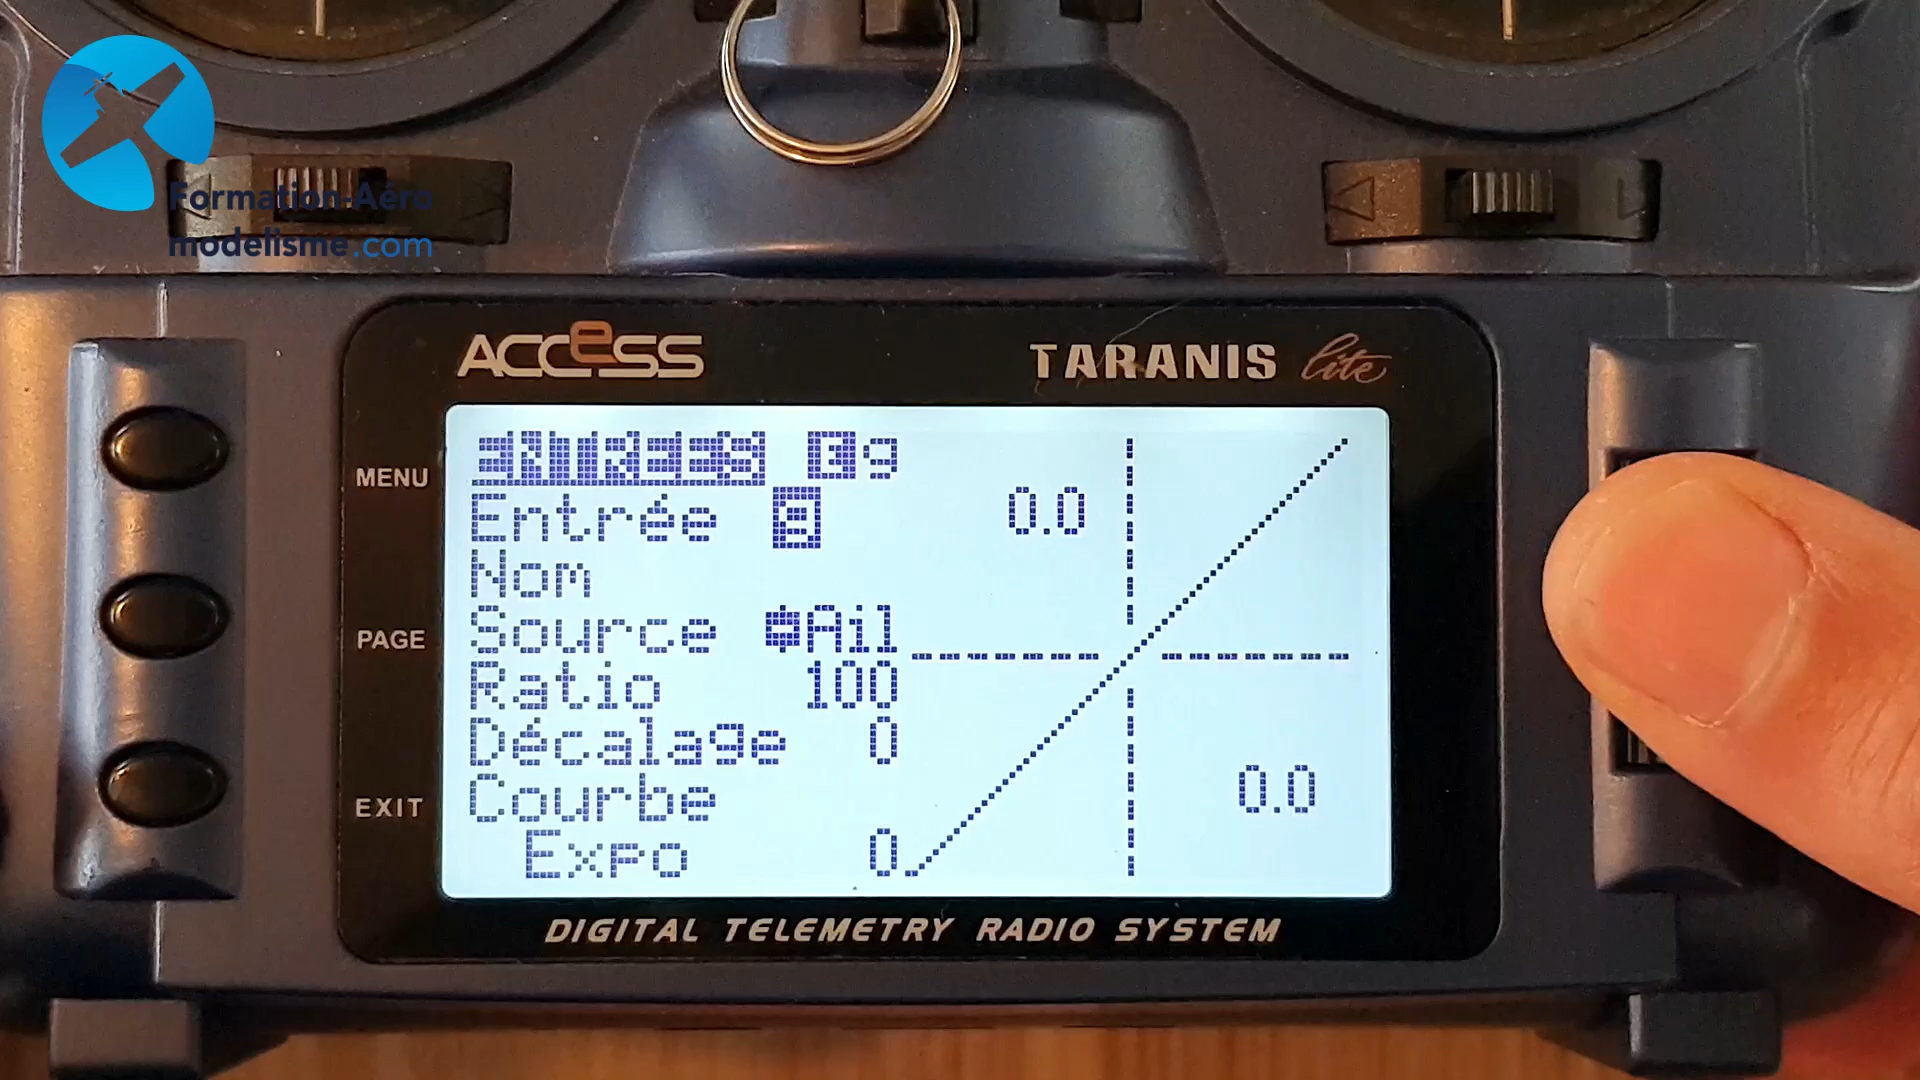 Formation-Aéro
modelisme.com
ACCeSS
TARANIS lite
MENU
PAGE
EXIT
Entrée
0.0
Nom
Source Ail
Ratio 100
Décalage 0
Courbe
0.0
Expo 0
DIGITAL TELEMETRY RADIO SYSTEM